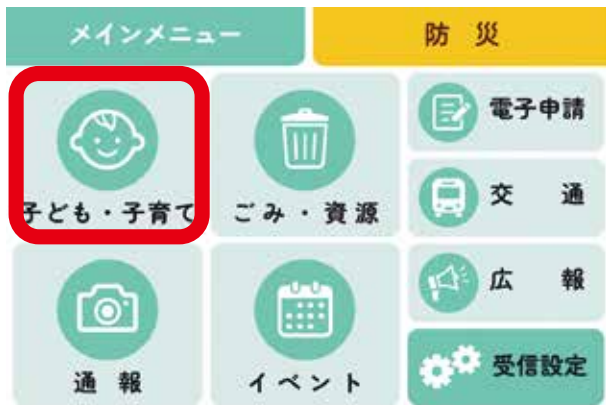 メインメニュー
防 災
子ども・子育て
ごみ・資源
電子申請
交 通
広 報
通 報
イベント
受信設定